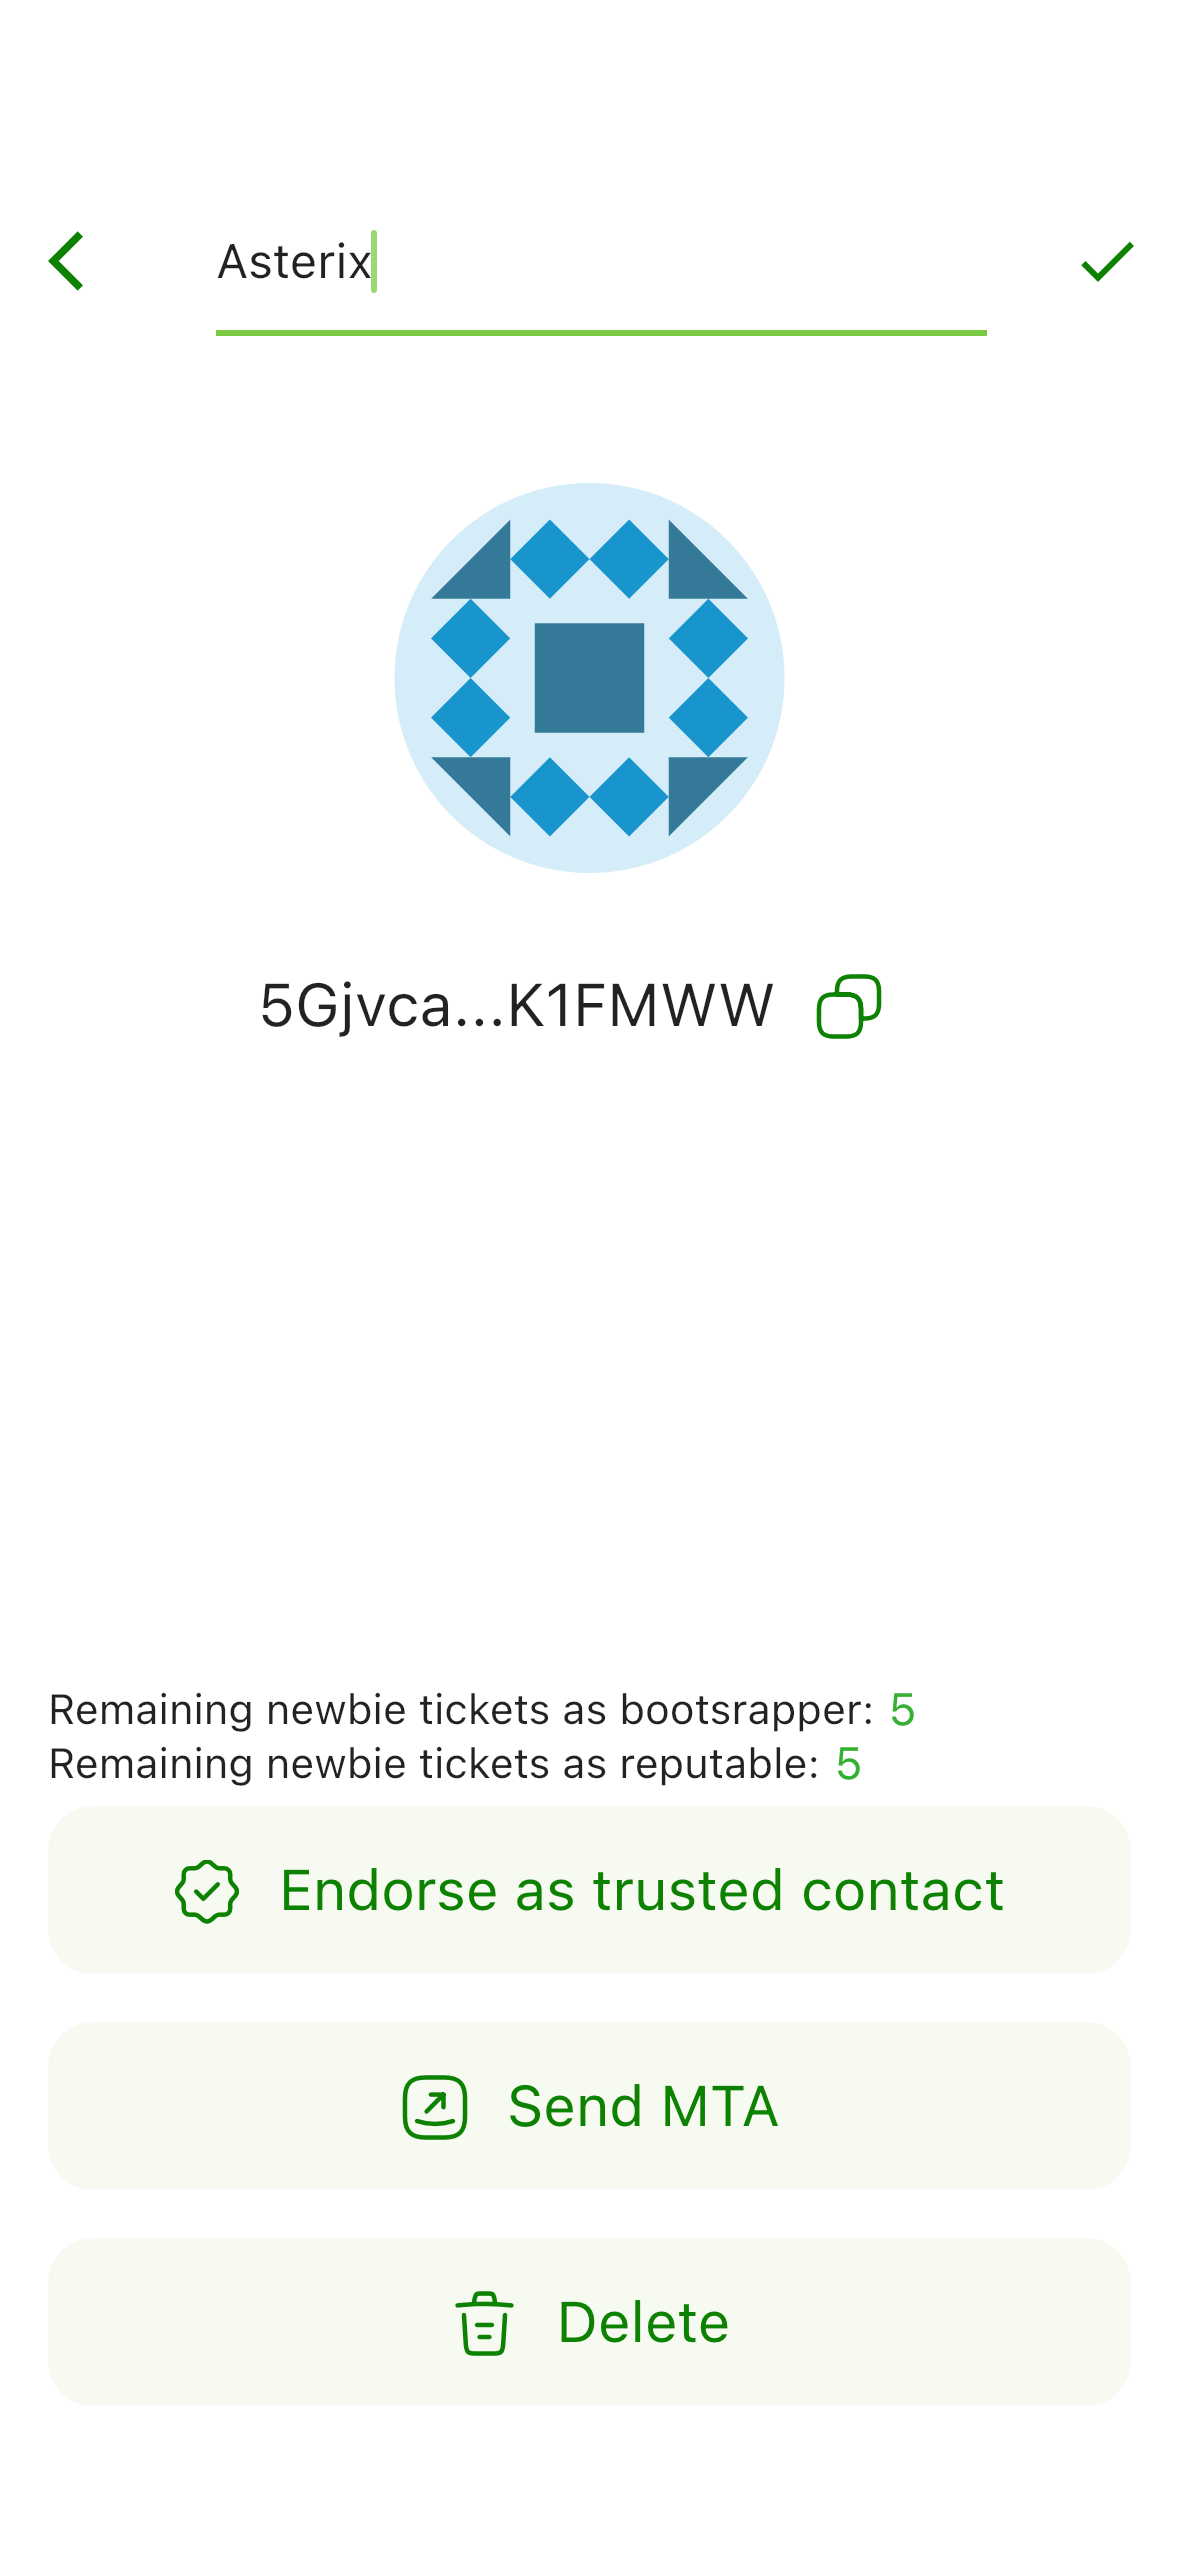 Asterix
5Gjvca...K1FMWW
Remaining newbie tickets as bootsrapper: 5
Remaining newbie tickets as reputable: 5
Endorse as trusted contact
Send MTA
Delete